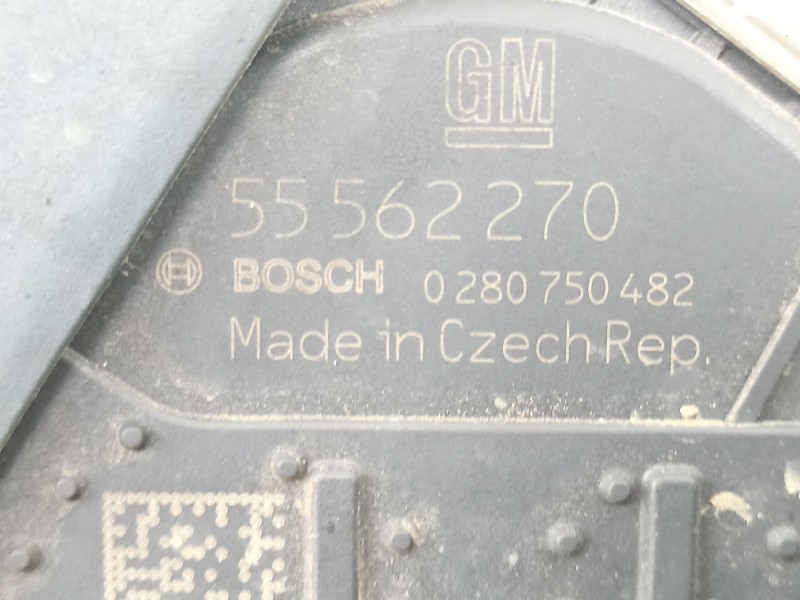 GM
55 562 270
BOSCH 0 280 750 482
Made in Czech Rep.